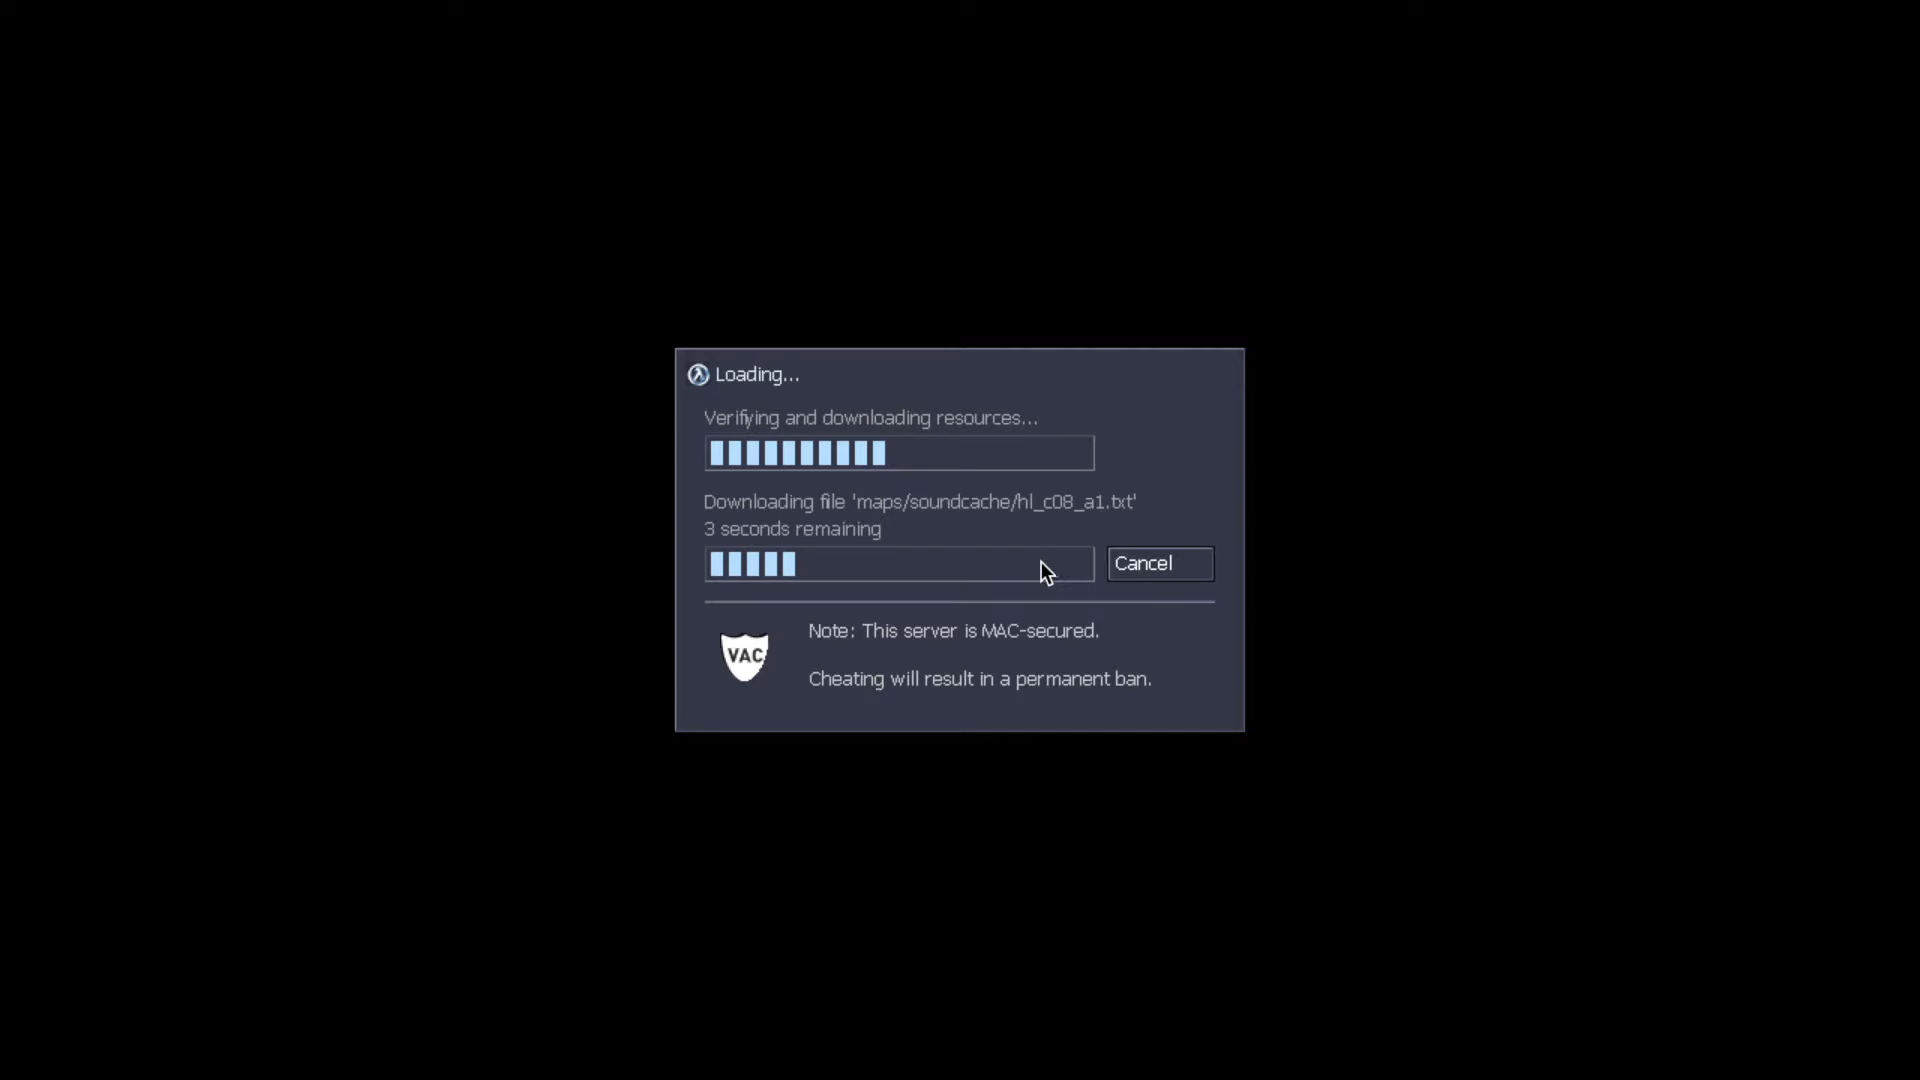 Loading...
Verifying and downloading resources...
Downloading file 'maps/soundcache/hl_c08_a1.txt'
3 seconds remaining
Cancel
VAC
Note: This server is MAC-secured.
Cheating will result in a permanent ban.